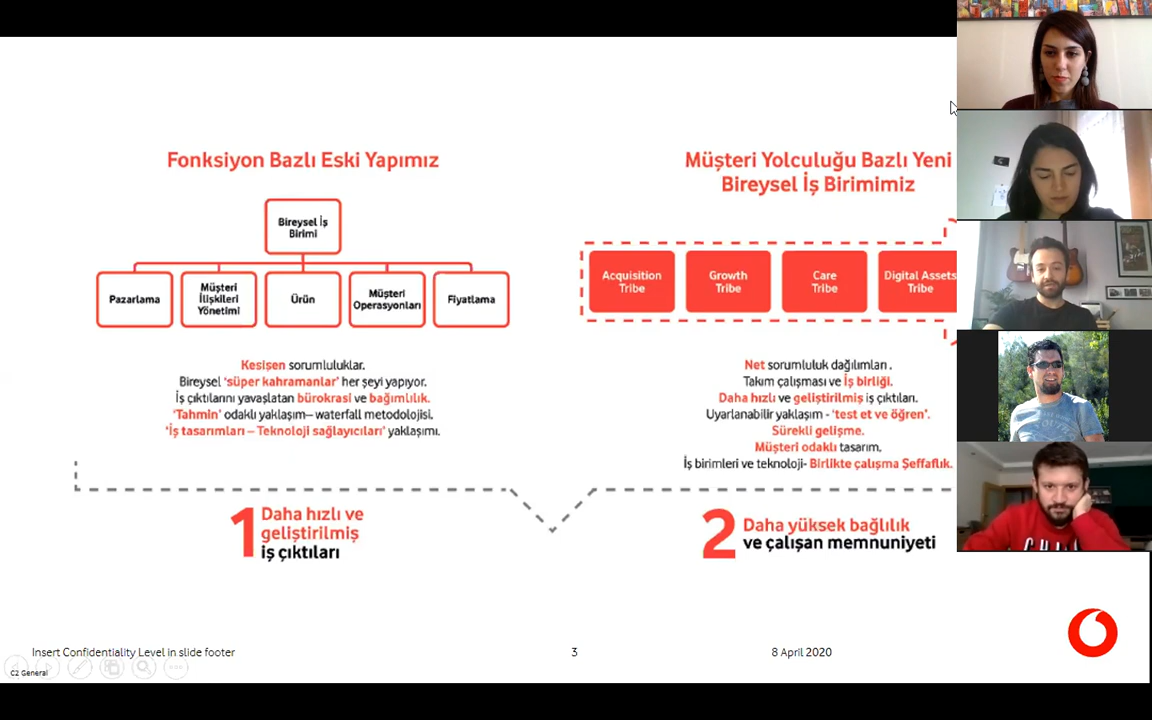 Fonksiyon Bazlı Eski Yapımız
Bireysel İş
Birimi
Pazarlama
Müşteri
İlişkileri
Yönetimi
Ürün
Müşteri
Operasyonları
Fiyatlama
Kesişen sorumluluklar.
Bireysel ‘süper kahramanlar’ her şeyi yapıyor.
İş çıktılarını yavaşlatan bürokrasi ve bağımlılık.
‘Tahmin’ odaklı yaklaşım– waterfall metodolojisi.
‘İş tasarımları – Teknoloji sağlayıcıları’ yaklaşımı.
1 Daha hızlı ve
geliştirilmiş
iş çıktıları
Müşteri Yolculuğu Bazlı Yeni
Bireysel İş Birimimiz
Acquisition
Tribe
Growth
Tribe
Care
Tribe
Digital Assets
Tribe
Net sorumluluk dağılımları .
Takım çalışması ve İş birliği.
Daha hızlı ve geliştirilmiş iş çıktıları.
Uyarlanabilir yaklaşım - ‘test et ve öğren’.
Sürekli gelişme.
Müşteri odaklı tasarım.
İş birimleri ve teknoloji- Birlikte çalışma Şeffaflık.
2 Daha yüksek bağlılık
ve çalışan memnuniyeti
Insert Confidentiality Level in slide footer
3
8 April 2020
C2 General